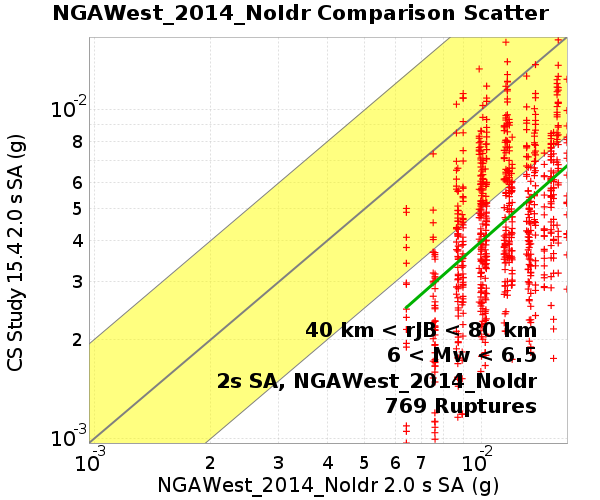 NGAWest_2014_NoIdr Comparison Scatter
CS Study 15.4 2.0 s SA (g)
10-2
8
6
5
4
3
2
10-3
40 km < rJB < 80 km
6 < Mw < 6.5
2s SA, NGAWest_2014_NoIdr
769 Ruptures
10-3 2 3 4 5 6 7 10-2
NGAWest_2014_NoIdr 2.0 s SA (g)